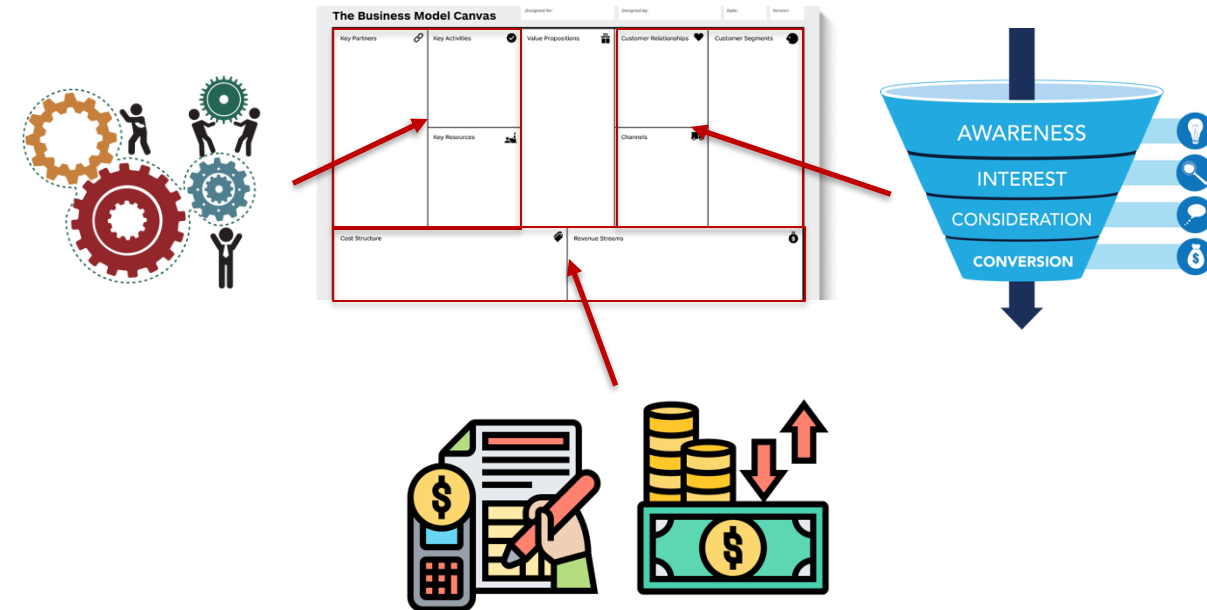 The Business Model Canvas
Designed for:
Designed by:
Date:
Version:
Key Partners
Key Activities
Value Propositions
Customer Relationships
Customer Segments
Key Resources
Channels
Cost Structure
Revenue Streams
AWARENESS
INTEREST
CONSIDERATION
CONVERSION
$
$
$